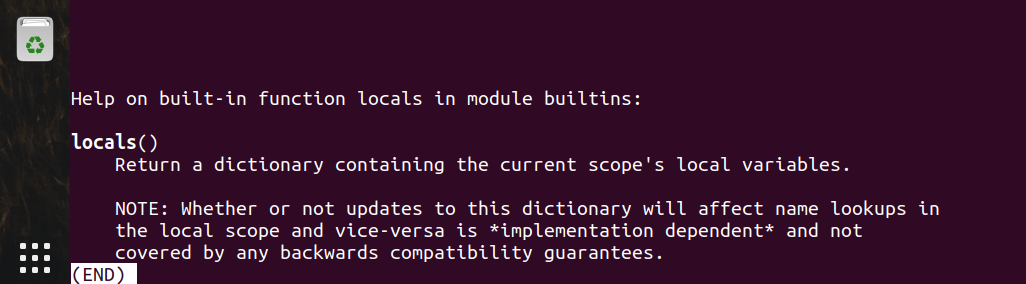 Help on built-in function locals in module builtins:
locals()
Return a dictionary containing the current scope's local variables.
NOTE: Whether or not updates to this dictionary will affect name lookups in
the local scope and vice-versa is *implementation dependent* and not
covered by any backwards compatibility guarantees.
(END)